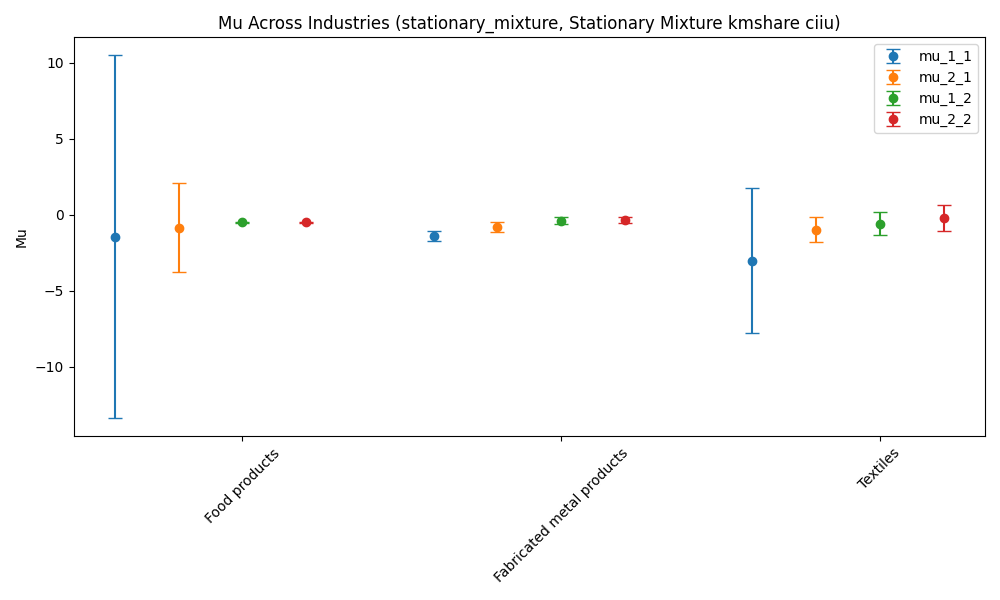 Mu Across Industries (stationary_mixture, Stationary Mixture kmshare ciiu)
mu_1_1
mu_2_1
mu_1_2
mu_2_2
Mu
10
5
0
−5
−10
Food products
Fabricated metal products
Textiles